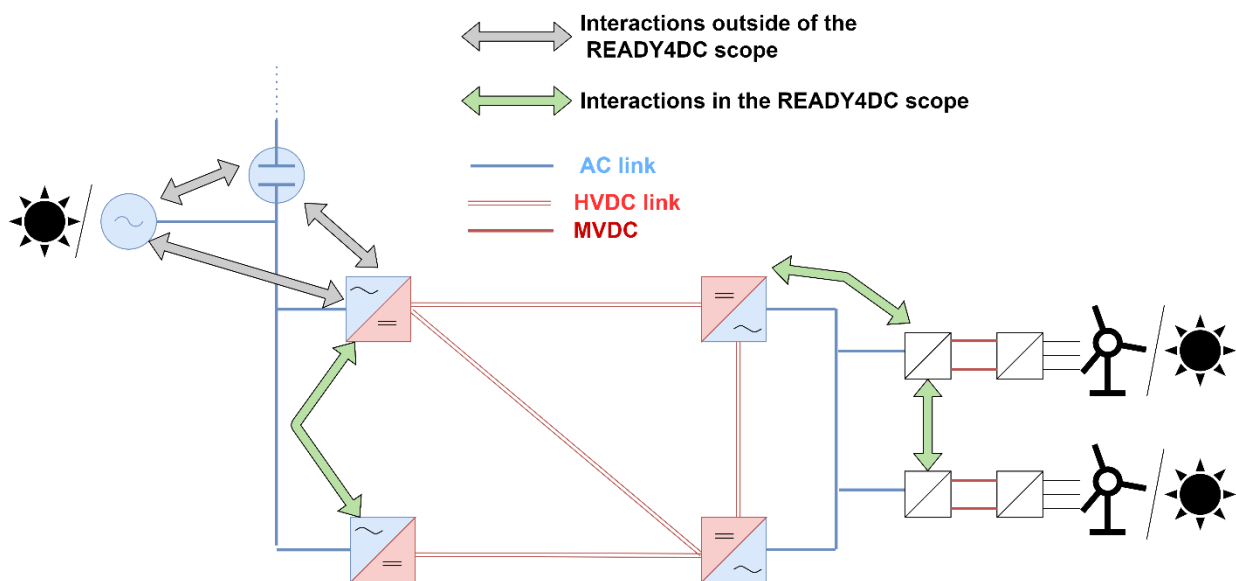 Interactions outside of the
READY4DC scope
Interactions in the READY4DC scope
AC link
HVDC link
MVDC